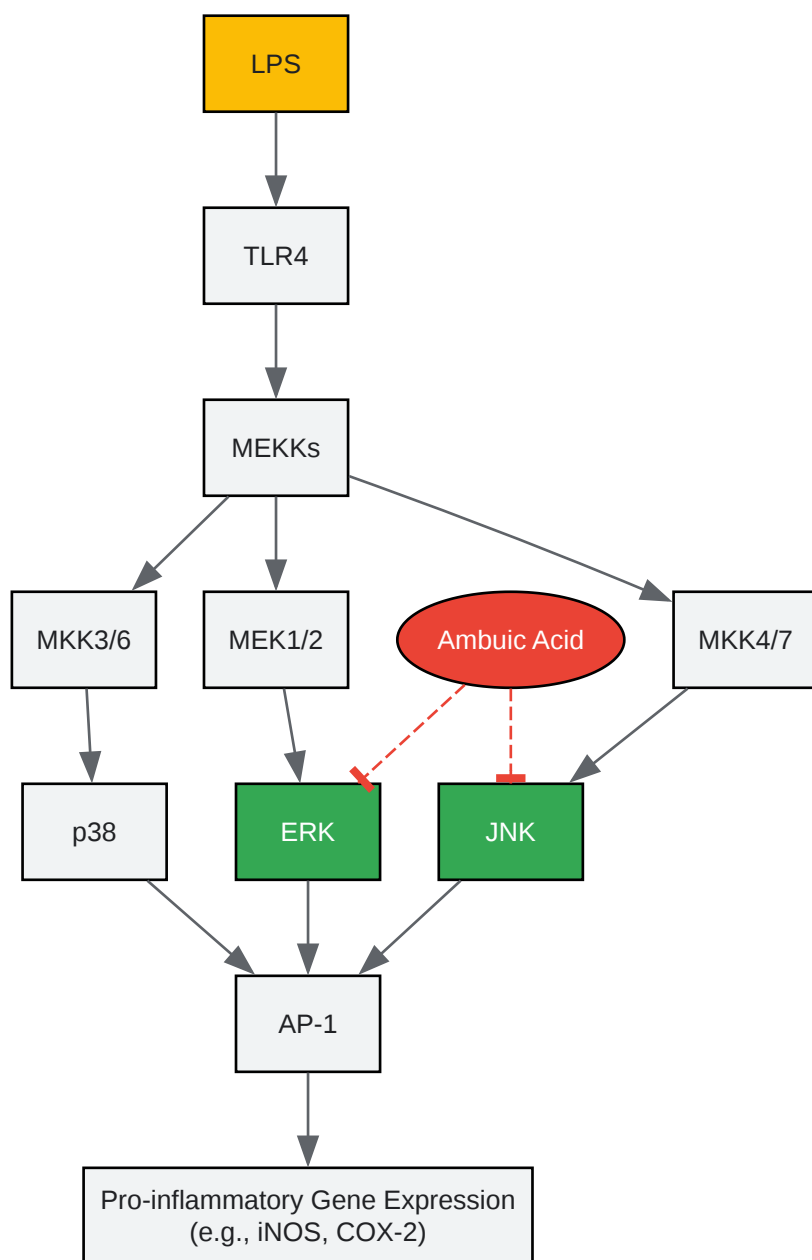 LPS
TLR4
MEKKs
MKK3/6
MEK1/2
Ambuic Acid
MKK4/7
p38
ERK
JNK
AP-1
Pro-inflammatory Gene Expression
(e.g., iNOS, COX-2)